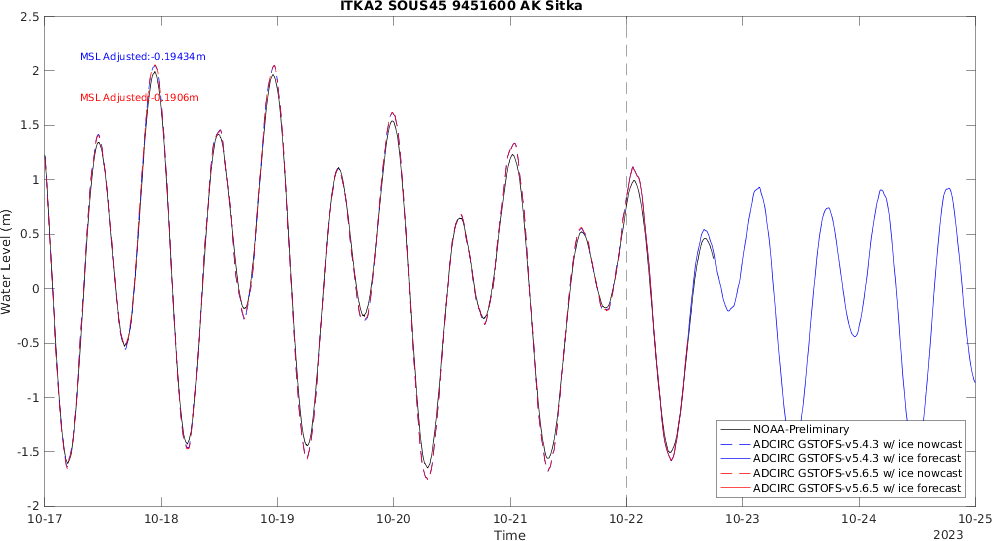 ITKA2 SOUS45 9451600 AK Sitka
2.5
MSL Adjusted:-0.19434m
2
MSL Adjusted:-0.1906m
1.5
1
0.5
0
-0.5
-1
-1.5
-2
Water Level (m)
NOAA-Preliminary
ADCIRC GSTOFS-v5.4.3 w/ ice nowcast
ADCIRC GSTOFS-v5.4.3 w/ ice forecast
ADCIRC GSTOFS-v5.6.5 w/ ice nowcast
ADCIRC GSTOFS-v5.6.5 w/ ice forecast
10-17 10-18 10-19 10-20 10-21 10-22 10-23 10-24 10-25
Time
2023